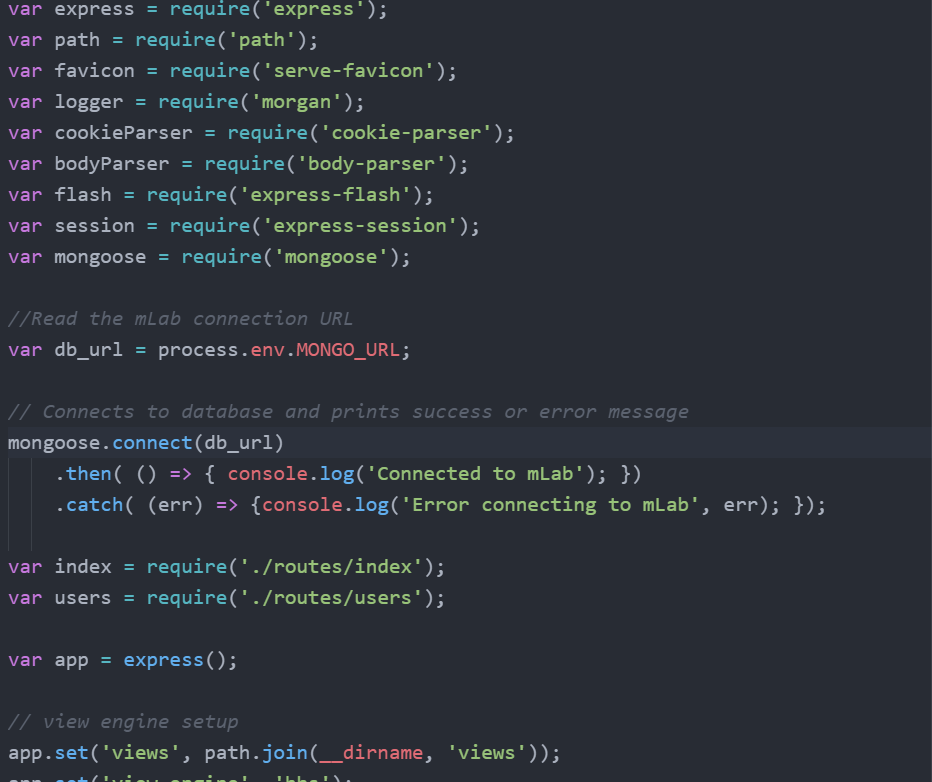 var express = require('express');
var path = require('path');
var favicon = require('serve-favicon');
var logger = require('morgan');
var cookieParser = require('cookie-parser');
var bodyParser = require('body-parser');
var flash = require('express-flash');
var session = require('express-session');
var mongoose = require('mongoose');
//Read the mLab connection URL
var db_url = process.env.MONGO_URL;
// Connects to database and prints success or error message
mongoose.connect(db_url)
.then( () => { console.log('Connected to mLab'); })
.catch( (err) => {console.log('Error connecting to mLab', err); });
var index = require('./routes/index');
var users = require('./routes/users');
var app = express();
// view engine setup
app.set('views', path.join(__dirname, 'views'));
app.set('view engine', 'hbs');